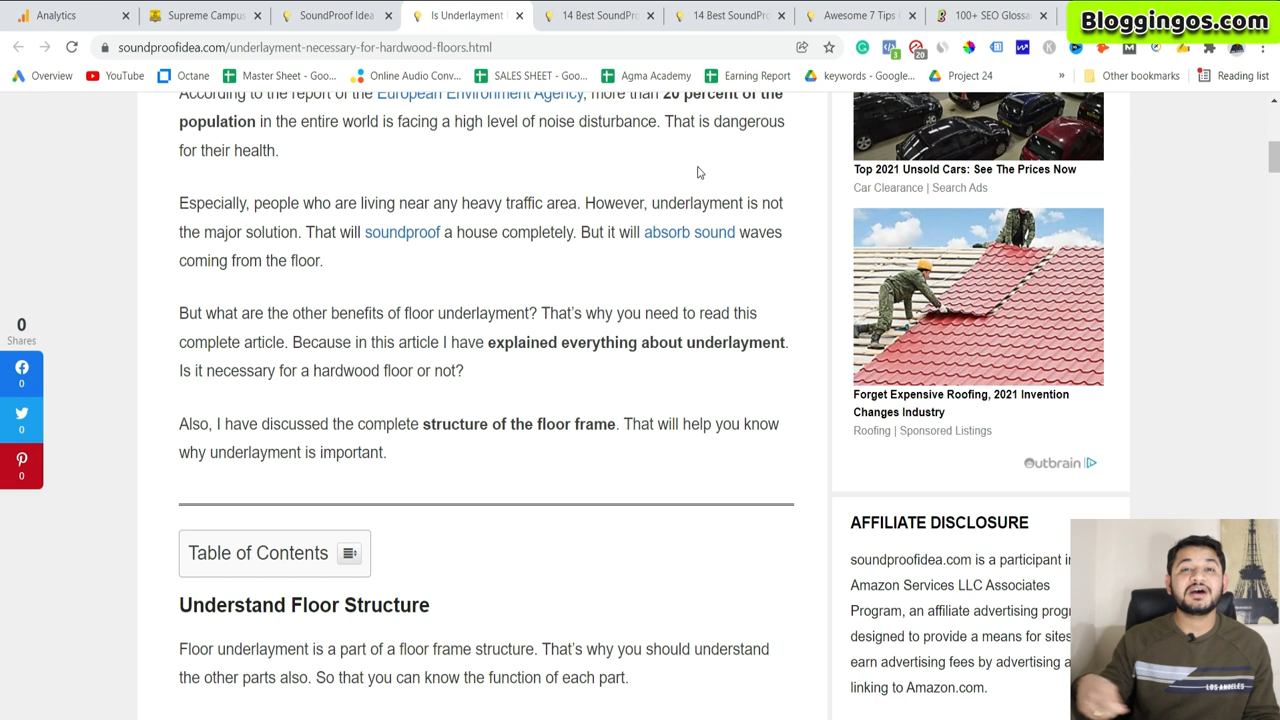 Analytics
Supreme Campus
SoundProof Idea
Is Underlayment
14 Best SoundPro
14 Best SoundPro
Awesome 7 Tips
100+ SEO Glossa
Bloggingos.com
soundproofidea.com/underlayment-necessary-for-hardwood-floors.html
3
20
Overview
YouTube
Octane
Master Sheet - Goo...
Online Audio Conv...
SALES SHEET - Goo...
Agma Academy
Earning Report
keywords - Google...
Project 24
»
Other bookmarks
Reading list
According to the report of the European Environment Agency, more than 20 percent of the
population in the entire world is facing a high level of noise disturbance. That is dangerous
for their health.
Especially, people who are living near any heavy traffic area. However, underlayment is not
the major solution. That will soundproof a house completely. But it will absorb sound waves
coming from the floor.
But what are the other benefits of floor underlayment? That's why you need to read this
complete article. Because in this article I have explained everything about underlayment.
Is it necessary for a hardwood floor or not?
Also, I have discussed the complete structure of the floor frame. That will help you know
why underlayment is important.
Table of Contents
Understand Floor Structure
Floor underlayment is a part of a floor frame structure. That's why you should understand
the other parts also. So that you can know the function of each part.
0
Shares
0
0
0
Top 2021 Unsold Cars: See The Prices Now
Car Clearance | Search Ads
Forget Expensive Roofing, 2021 Invention
Changes Industry
Roofing | Sponsored Listings
Outbrain
AFFILIATE DISCLOSURE
soundproofidea.com is a participant in
Amazon Services LLC Associates
Program, an affiliate advertising prog
designed to provide a means for sites
earn advertising fees by advertising a
linking to Amazon.com.
LOS ANGELES